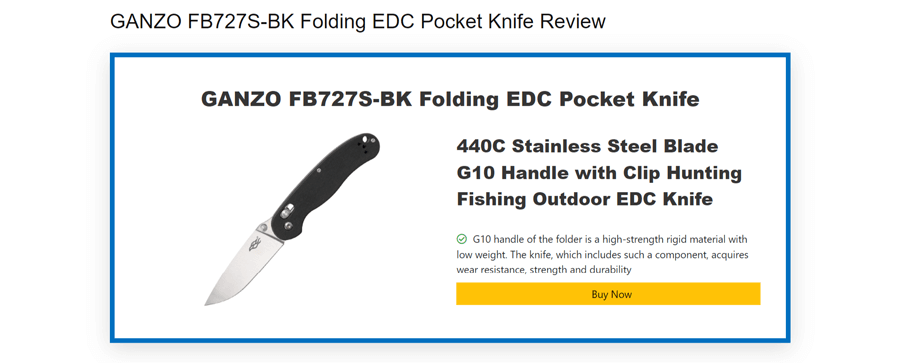 GANZO FB727S-BK Folding EDC Pocket Knife Review
GANZO FB727S-BK Folding EDC Pocket Knife
440C Stainless Steel Blade
G10 Handle with Clip Hunting
Fishing Outdoor EDC Knife
G10 handle of the folder is a high-strength rigid material with
low weight. The knife, which includes such a component, acquires
wear resistance, strength and durability
Buy Now